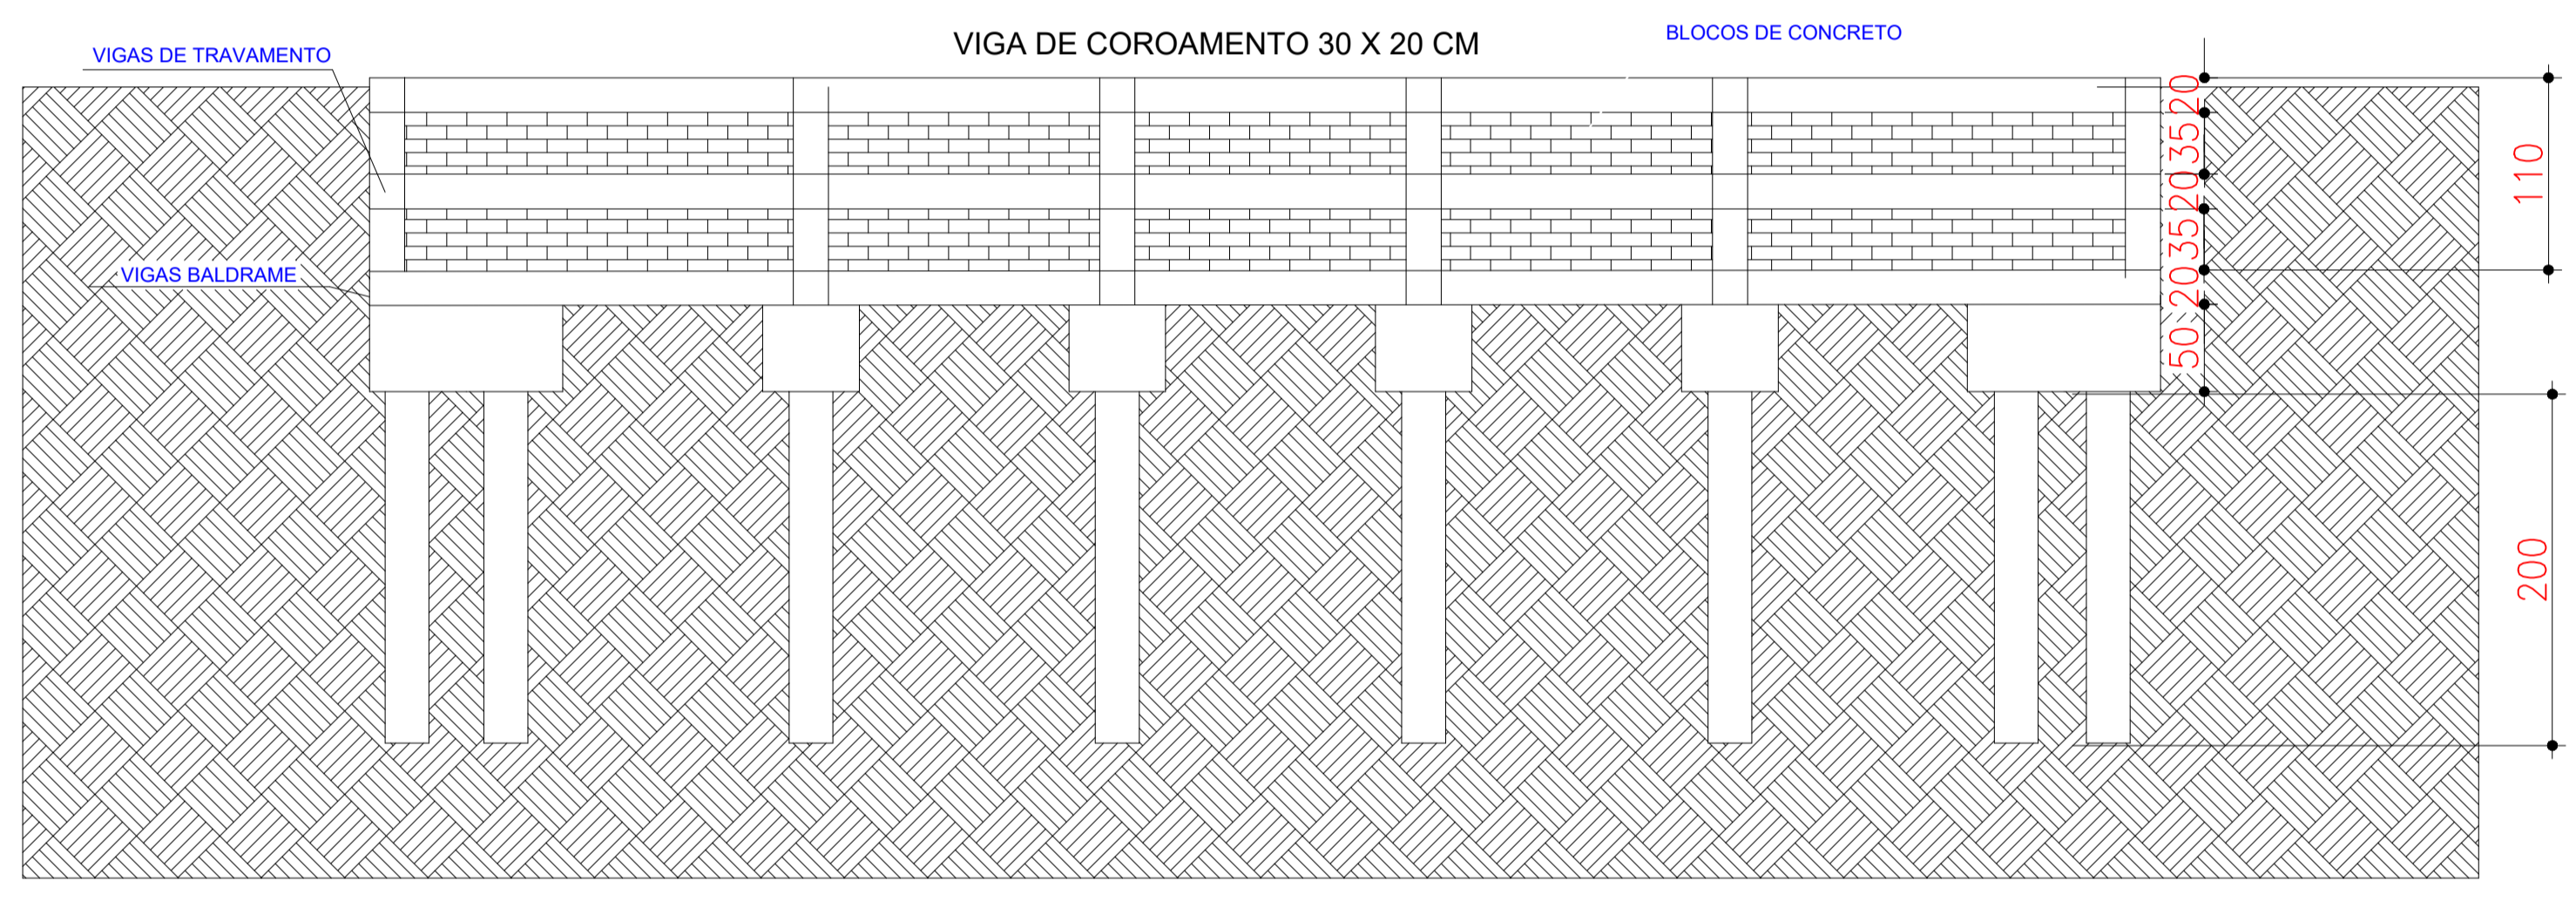 VIGA DE COROAMENTO 30 X 20 CM
BLOCOS DE CONCRETO
VIGAS DE TRAVAMENTO
VIGAS BALDRAME
20
35
20
35
20
50
110
200